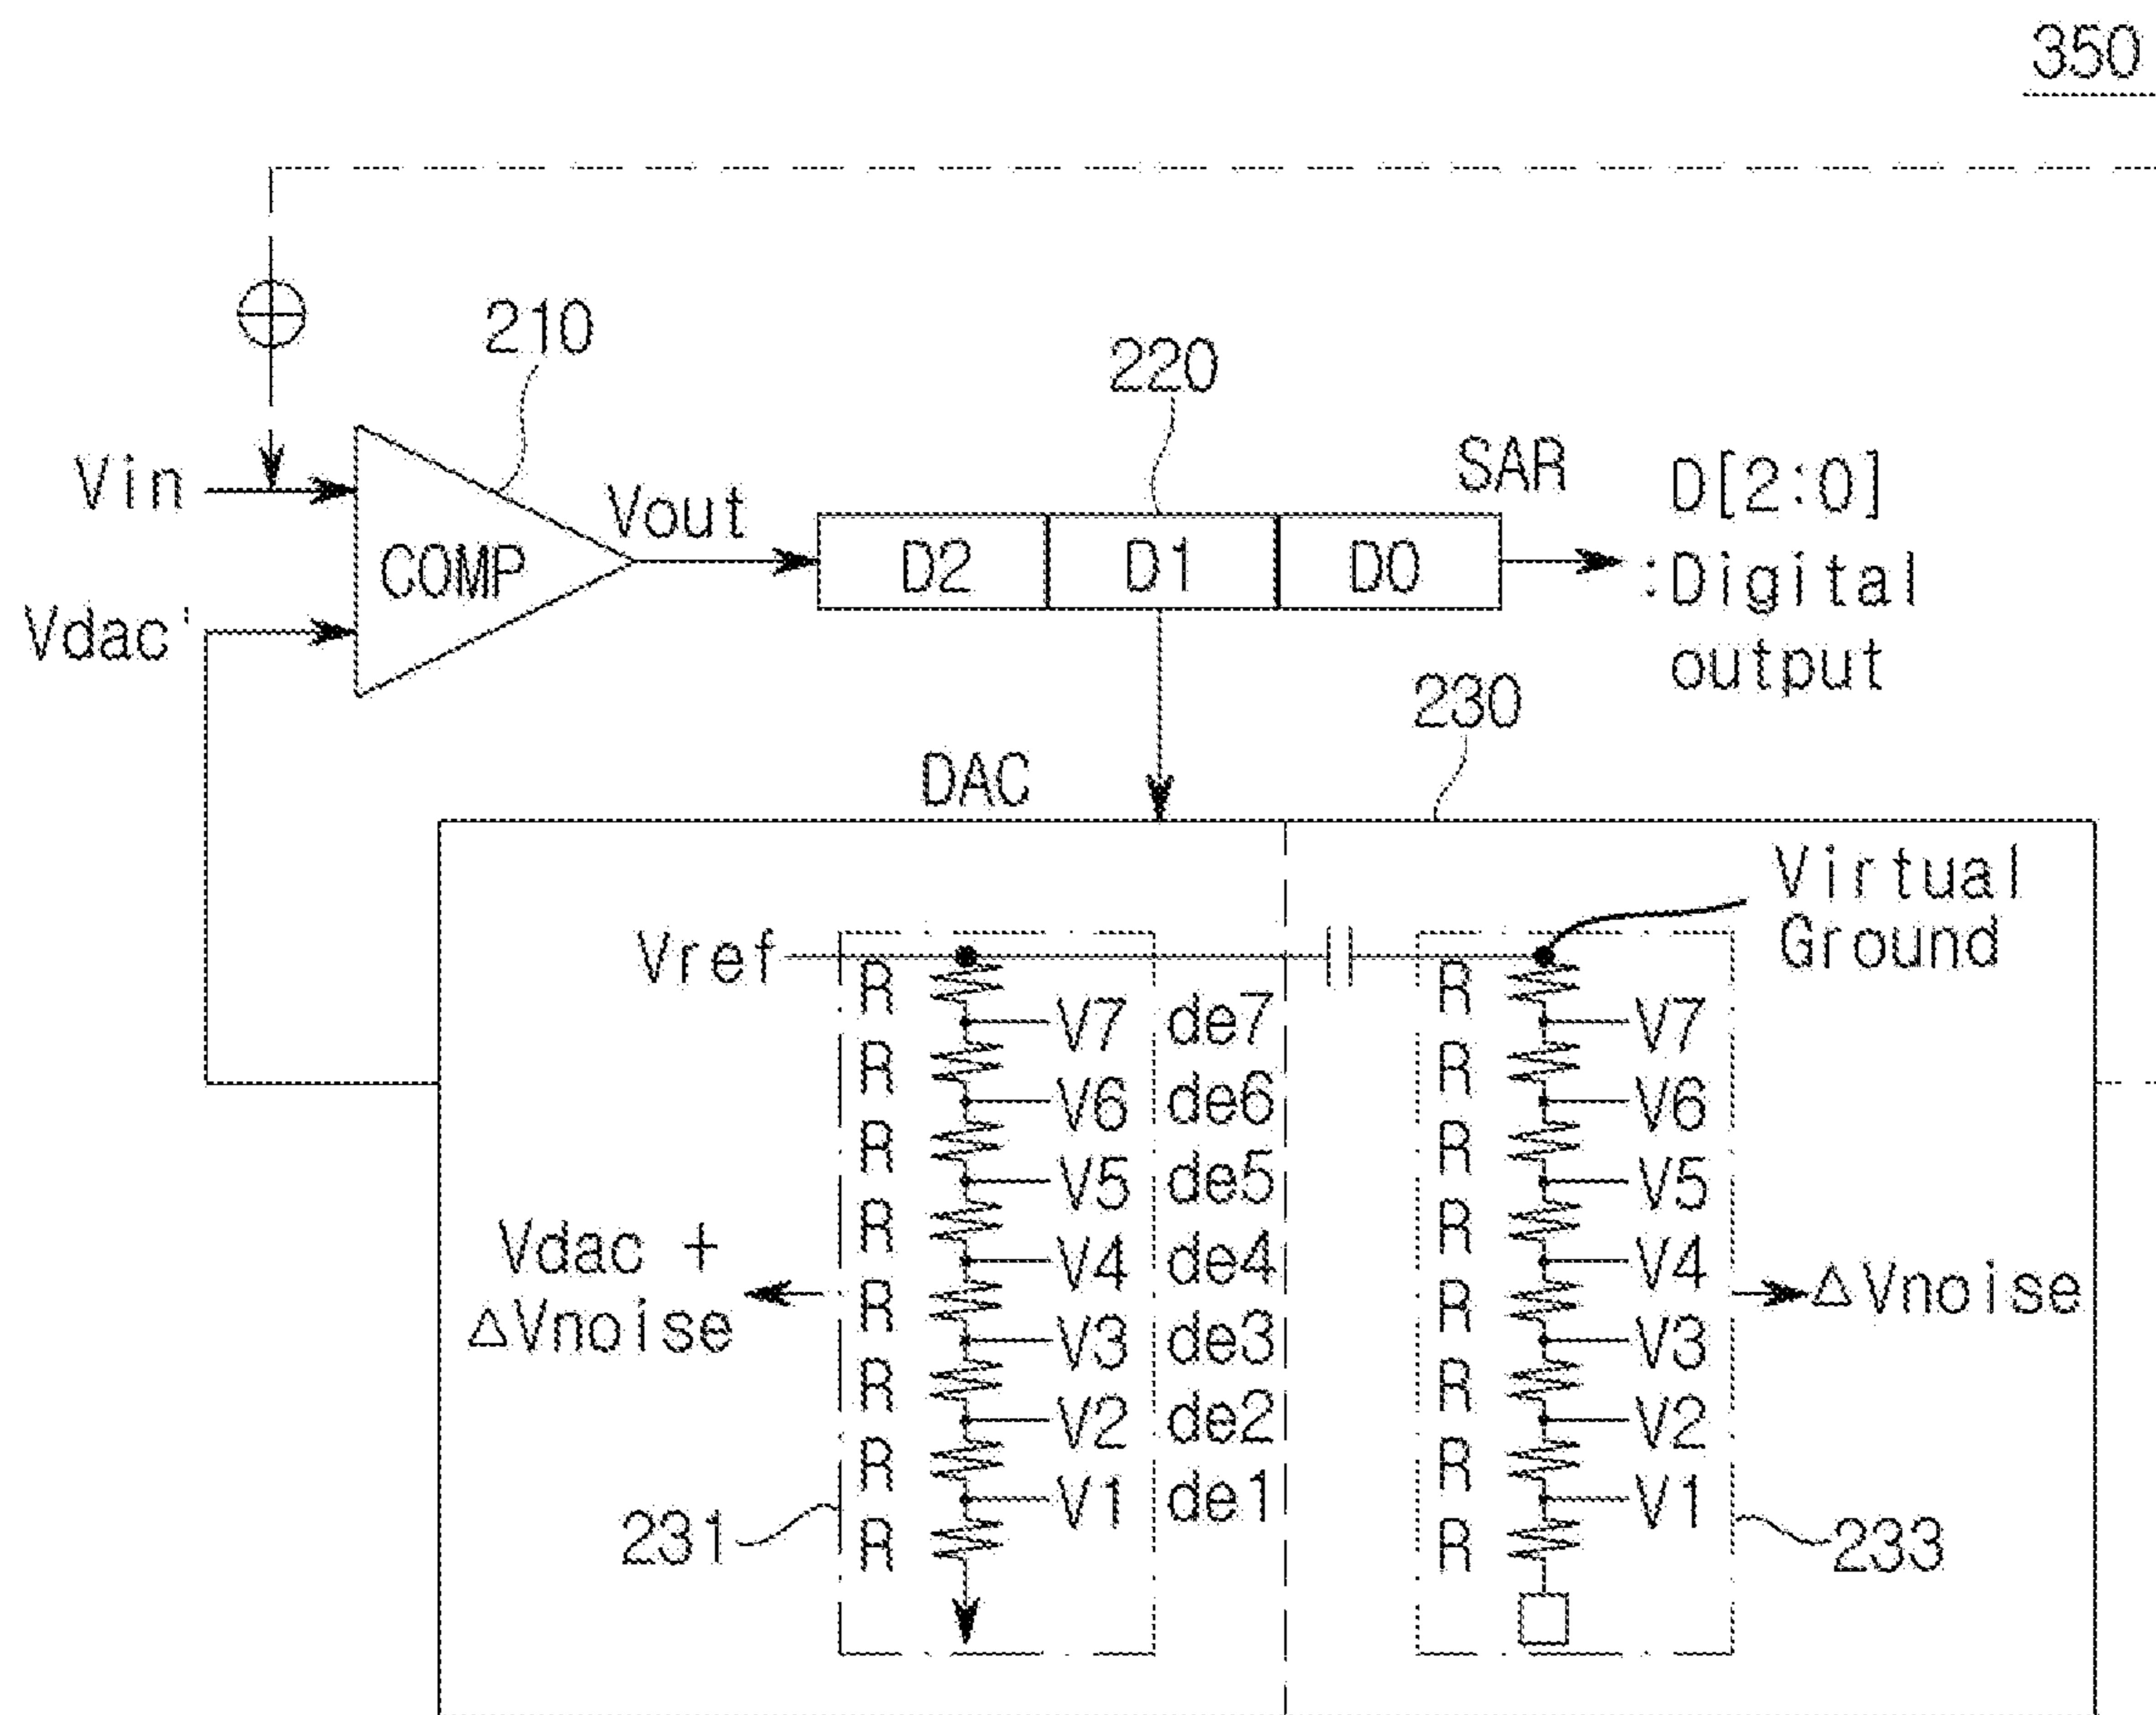 350
210
220
Vin
COMP
Vout
D2 D1 D0
SAR
D[2:0]
:Digital
output
Vdac'
230
DAC
Virtual
Ground
Vref
R R
V7 de7 V7
R R
V6 de6 V6
R R
V5 de5 V5
R R
V4 de4 V4
Vdac +
ΔVnoise
R R
ΔVnoise
V3 de3 V3
R R
V2 de2 V2
R R
V1 de1 V1
R R
231
233